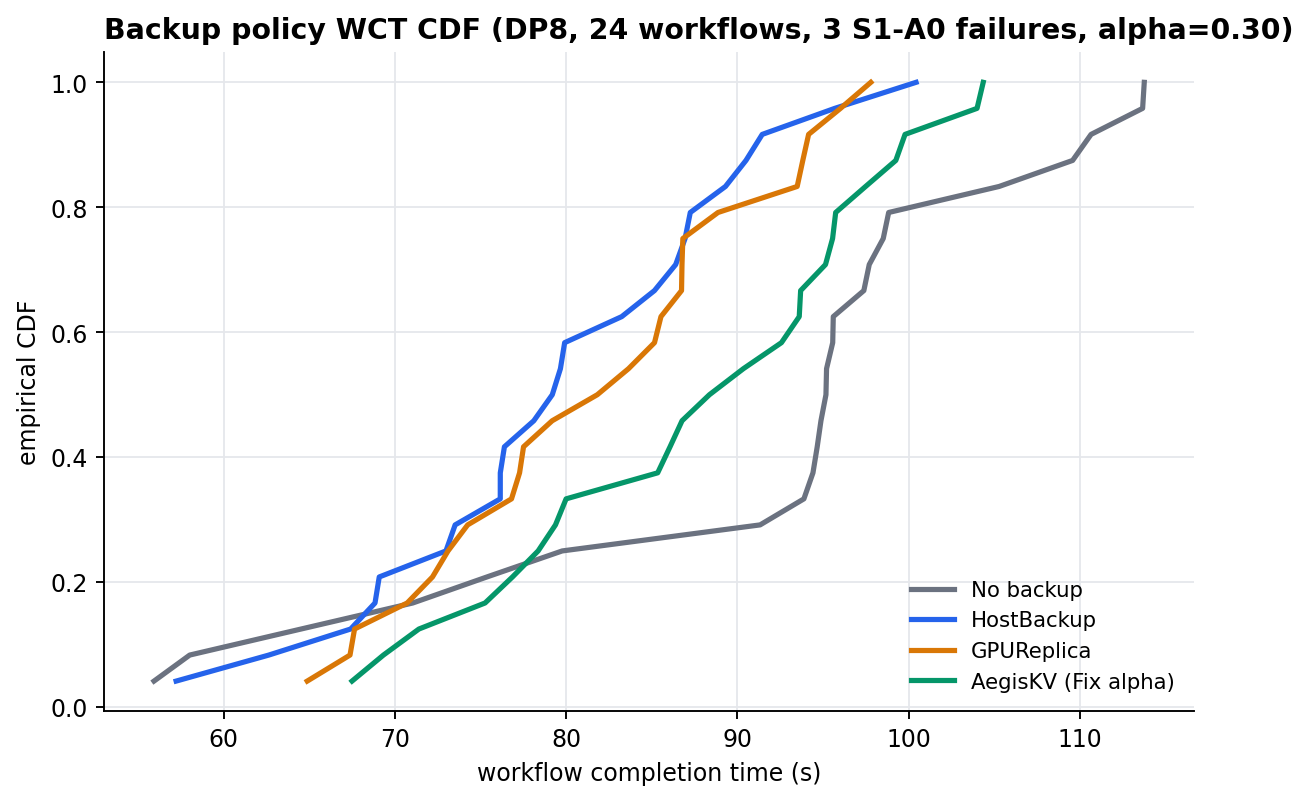 Backup policy WCT CDF (DP8, 24 workflows, 3 S1-A0 failures, alpha=0.30)
empirical CDF
1.0
0.8
0.6
0.4
0.2
0.0
No backup
HostBackup
GPUReplica
AegisKV (Fix alpha)
60 70 80 90 100 110
workflow completion time (s)